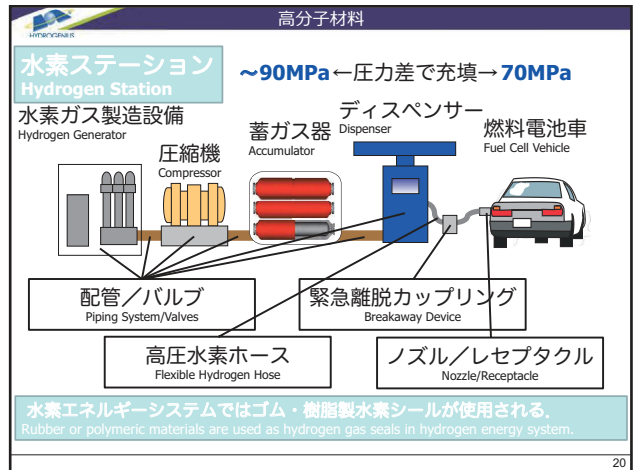 HYDROGENIUS
高分子材料
水素ステーション
Hydrogen Station
～90MPa←圧力差で充填→70MPa
水素ガス製造設備
Hydrogen Generator
圧縮機
Compressor
蓄ガス器
Accumulator
ディスペンサー
Dispenser
燃料電池車
Fuel Cell Vehicle
配管／バルブ
Piping System/Valves
緊急離脱カップリング
Breakaway Device
高圧水素ホース
Flexible Hydrogen Hose
ノズル／レセプタクル
Nozzle/Receptacle
水素エネルギーシステムではゴム・樹脂製水素シールが使用される．
Rubber or polymeric materials are used as hydrogen gas seals in hydrogen energy system.
20